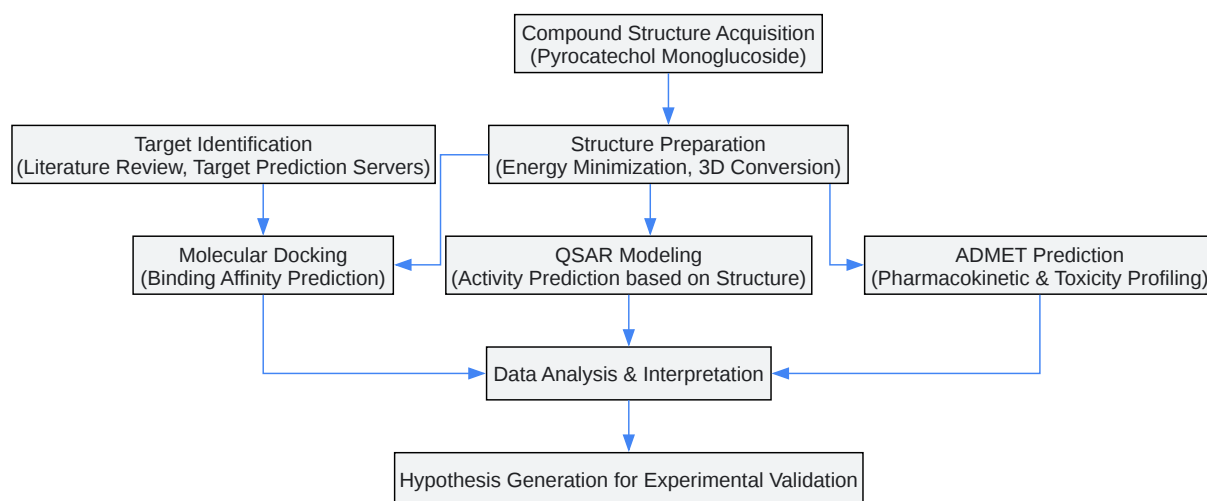 Compound Structure Acquisition
(Pyrocatechol Monoglucoside)
Target Identification
(Literature Review, Target Prediction Servers)
Structure Preparation
(Energy Minimization, 3D Conversion)
Molecular Docking
(Binding Affinity Prediction)
QSAR Modeling
(Activity Prediction based on Structure)
ADMET Prediction
(Pharmacokinetic & Toxicity Profiling)
Data Analysis & Interpretation
Hypothesis Generation for Experimental Validation